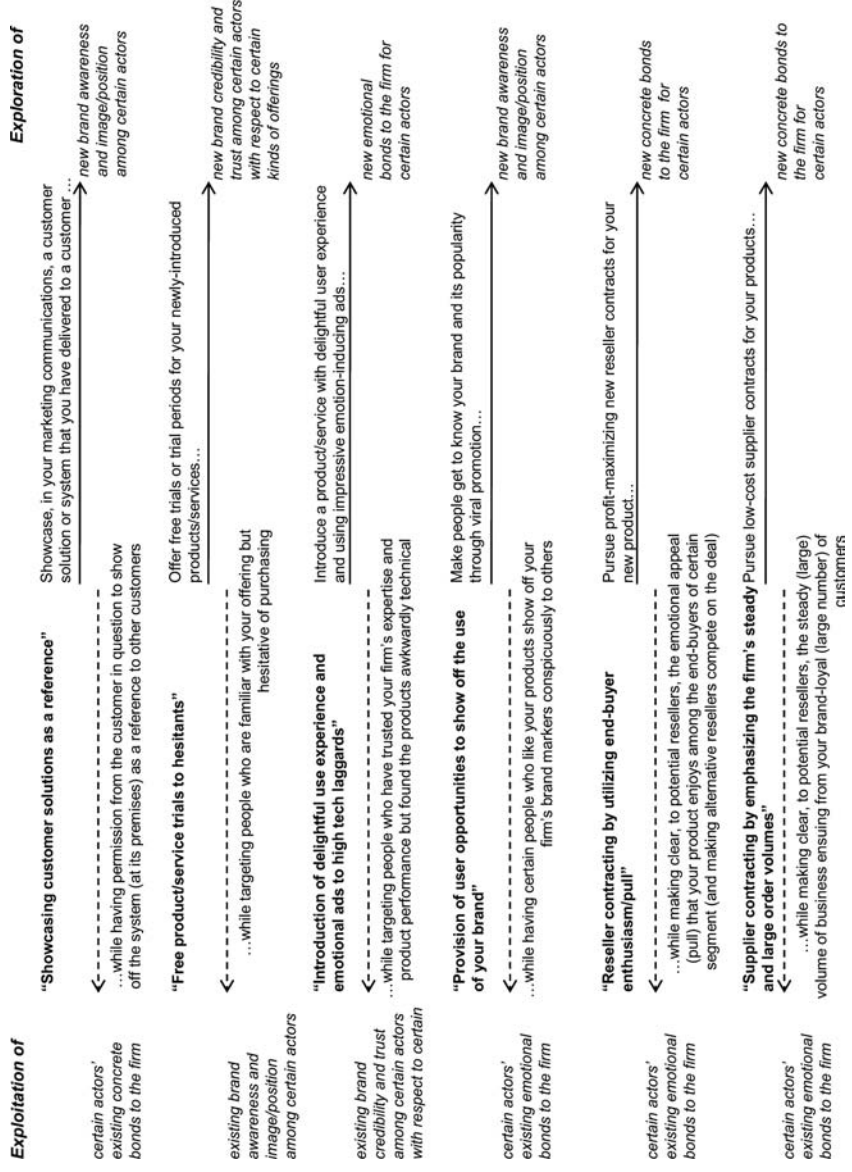 Exploitation of
Exploration of
certain actors'
existing concrete
bonds to the firm
"Showcasing customer solutions as a reference"
…while having permission from the customer in question to show
off the system (at its premises) as a reference to other customers
Showcase, in your marketing communications, a customer
solution or system that you have delivered to a customer …
new brand awareness
and image/position
among certain actors
existing brand
awareness and
image/position
among certain actors
"Free product/service trials to hesitants"
…while targeting people who are familiar with your offering but
hesitative of purchasing
Offer free trials or trial periods for your newly-introduced
products/services…
new brand credibility and
trust among certain actors
with respect to certain
kinds of offerings
existing brand
credibility and trust
among certain actors
with respect to certain
"Introduction of delightful use experience and
emotional ads to high tech laggards"
…while targeting people who have trusted your firm's expertise and
product performance but found the products awkwardly technical
Introduce a product/service with delightful user experience
and using impressive emotion-inducing ads…
new emotional
bonds to the firm for
certain actors
certain actors'
existing emotional
bonds to the firm
"Provision of user opportunities to show off the use
of your brand"
…while having certain people who like your products show off your
firm's brand markers conspicuously to others
Make people get to know your brand and its popularity
through viral promotion…
new brand awareness
and image/position
among certain actors
certain actors'
existing emotional
bonds to the firm
"Reseller contracting by utilizing end-buyer
enthusiasm/pull"
…while making clear, to potential resellers, the emotional appeal
(pull) that your product enjoys among the end-buyers of certain
segment (and making alternative resellers compete on the deal)
Pursue profit-maximizing new reseller contracts for your
new product…
new concrete bonds
to the firm for
certain actors
certain actors'
existing emotional
bonds to the firm
"Supplier contracting by emphasizing the firm's steady
and large order volumes"
…while making clear, to potential resellers, the steady (large)
volume of business ensuing from your brand-loyal (large number) of
customers
Pursue low-cost supplier contracts for your products…
new concrete bonds to
the firm for
certain actors